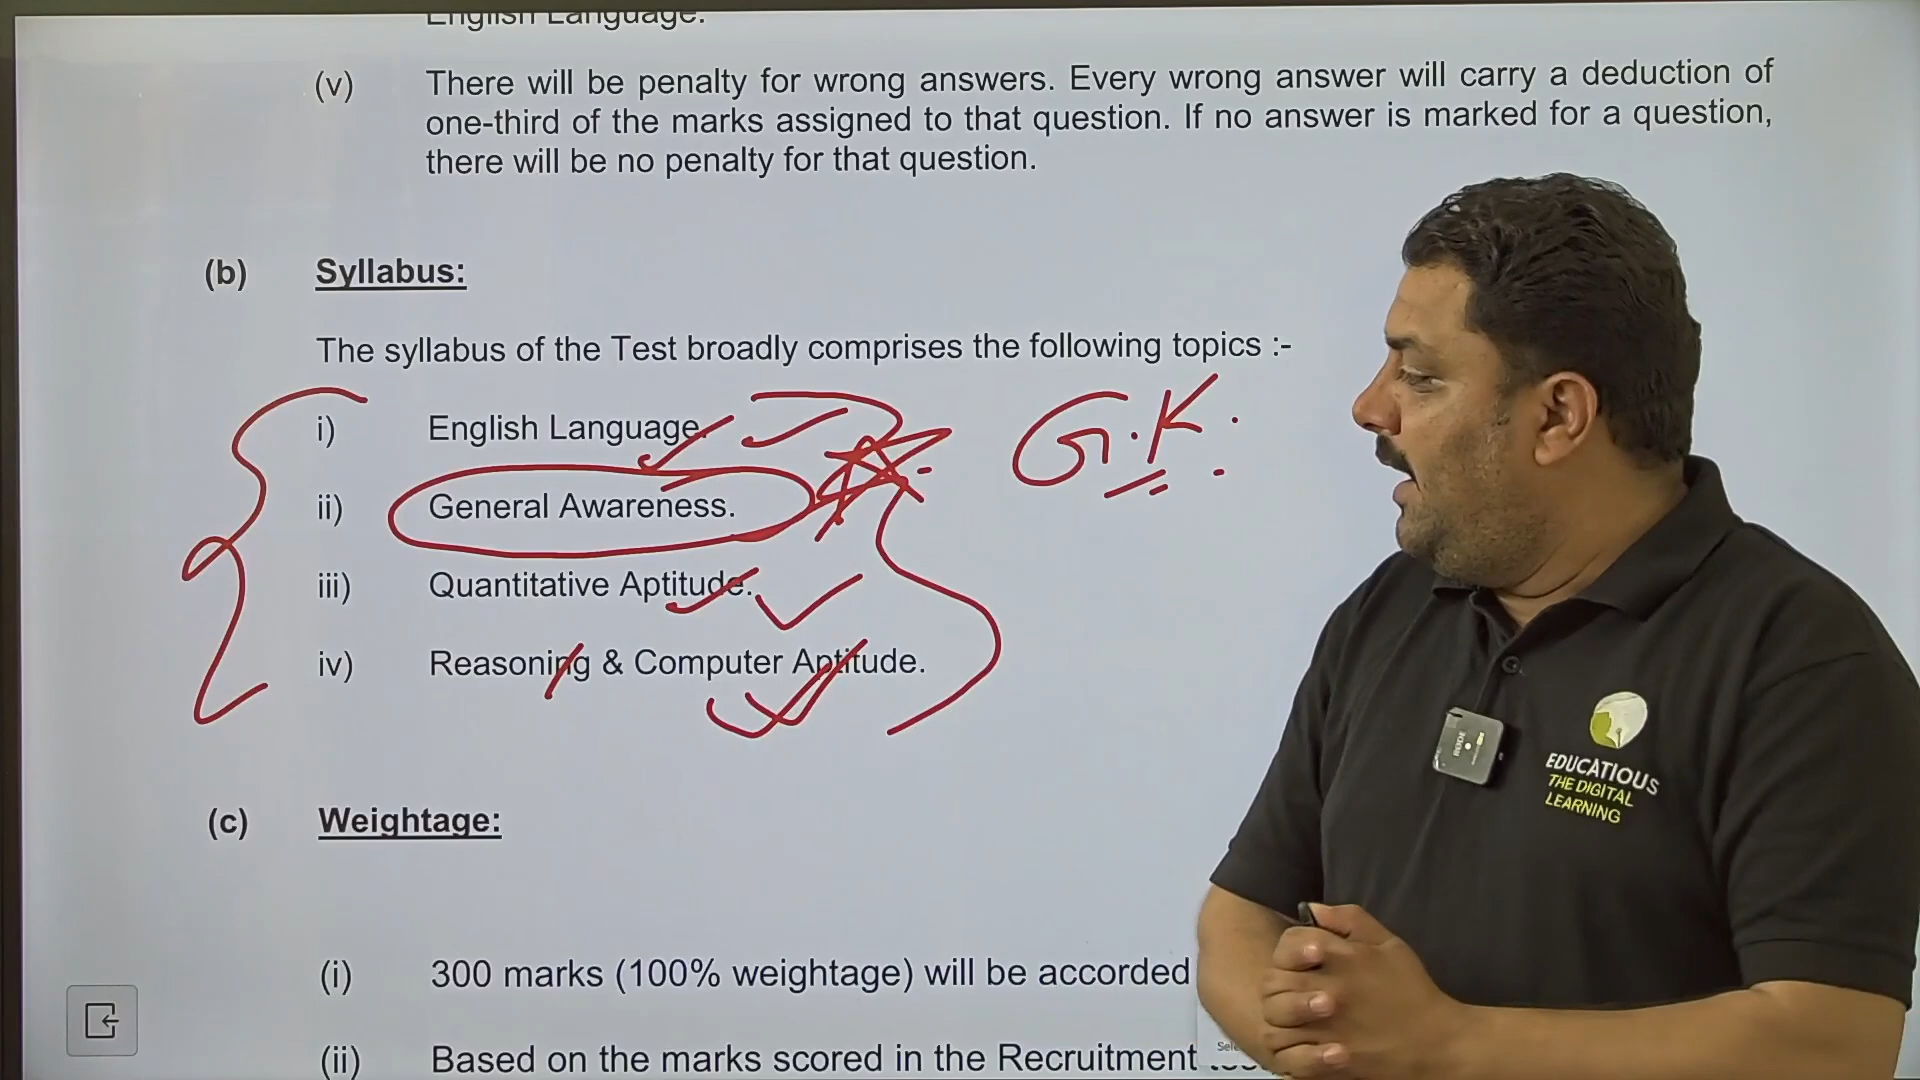 English Language.
(v) There will be penalty for wrong answers. Every wrong answer will carry a deduction of
one-third of the marks assigned to that question. If no answer is marked for a question,
there will be no penalty for that question.
(b) Syllabus:
The syllabus of the Test broadly comprises the following topics :-
i) English Language.
G.K.
ii) General Awareness.
iii) Quantitative Aptitude.
iv) Reasoning & Computer Aptitude.
(c) Weightage:
(i) 300 marks (100% weightage) will be accorded
(ii) Based on the marks scored in the Recruitment
RODE
EDUCATIOUS
THE DIGITAL
LEARNING